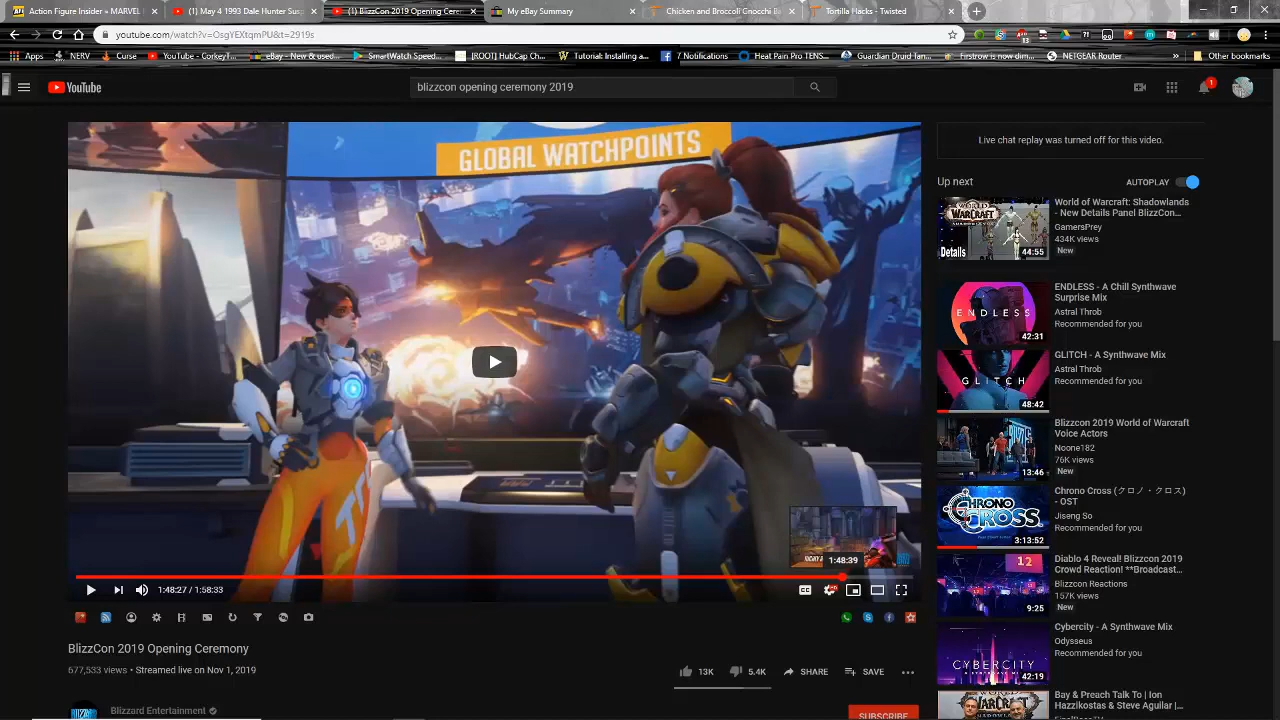 Action Figure Insider » MARVEL
(1) May 4 1993 Dale Hunter Sus
(1) BlizzCon 2019 Opening Cere
My eBay Summary
Chicken and Broccoli Gnocchi B
Tortilla Hacks - Twisted
youtube.com/watch?v=OsgYEXtqmPU&t=2919s
Apps
NERV
Curse
YouTube - CorkeyT...
eBay - New & used...
SmartWatch Speed...
[ROOT] HubCap Ch...
Tutorial: Installing a...
7 Notifications
Heat Pain Pro TENS...
Guardian Druid Tan...
Firstrow is now dim...
NETGEAR Router
»
Other bookmarks
YouTube
blizzcon opening ceremony 2019
1
GLOBAL WATCHPOINTS
Live chat replay was turned off for this video.
Up next
AUTOPLAY
WORLD WARCRAFT
Details
44:55
World of Warcraft: Shadowlands
- New Details Panel BlizzCon...
GamersPrey
434K views
New
ENDLESS
42:31
ENDLESS - A Chill Synthwave
Surprise Mix
Astral Throb
Recommended for you
GLITCH
48:42
GLITCH - A Synthwave Mix
Astral Throb
Recommended for you
13:46
Blizzcon 2019 World of Warcraft
Voice Actors
Noone182
76K views
New
CHRONO
CROSS
3:13:52
Chrono Cross (クロノ・クロス)
- OST
Jiseng So
Recommended for you
12
9:25
Diablo 4 Reveal! Blizzcon 2019
Crowd Reaction! **Broadcast...
Blizzcon Reactions
157K views
New
CYBERCITY
42:19
Cybercity - A Synthwave Mix
Odysseus
Recommended for you
WARCRAFT
Bay & Preach Talk To | Ion
Hazzikostas & Steve Aguilar |...
1:48:39
1:48:27 / 1:58:33
CC
HD
BlizzCon 2019 Opening Ceremony
677,533 views • Streamed live on Nov 1, 2019
13K
5.4K
SHARE
SAVE
Blizzard Entertainment
SUBSCRIBE